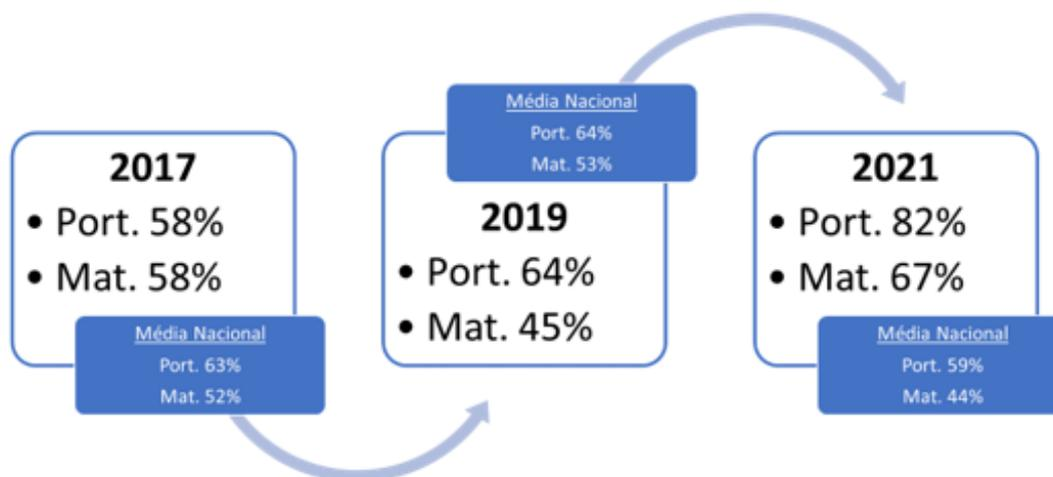 2017
• Port. 58%
• Mat. 58%
Média Nacional
Port. 63%
Mat. 52%
Média Nacional
Port. 64%
Mat. 53%
2019
• Port. 64%
• Mat. 45%
2021
• Port. 82%
• Mat. 67%
Média Nacional
Port. 59%
Mat. 44%